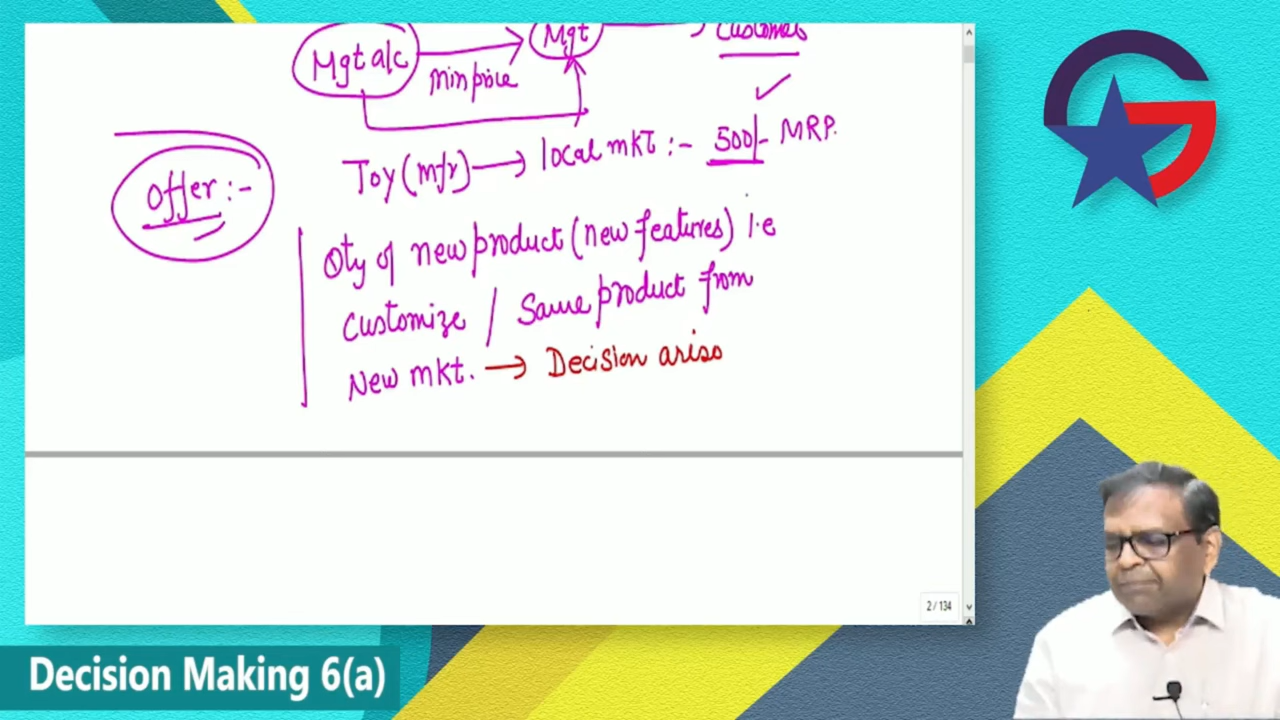 Customers
Mgt a/c
Mgt
Min price
Toy (mfr) → local mkt :- 500/- MRP.
Offer :-
Qty of new product (new features) i.e
customize / Same product from
New mkt. → Decision ariso
2 / 134
Decision Making 6(a)